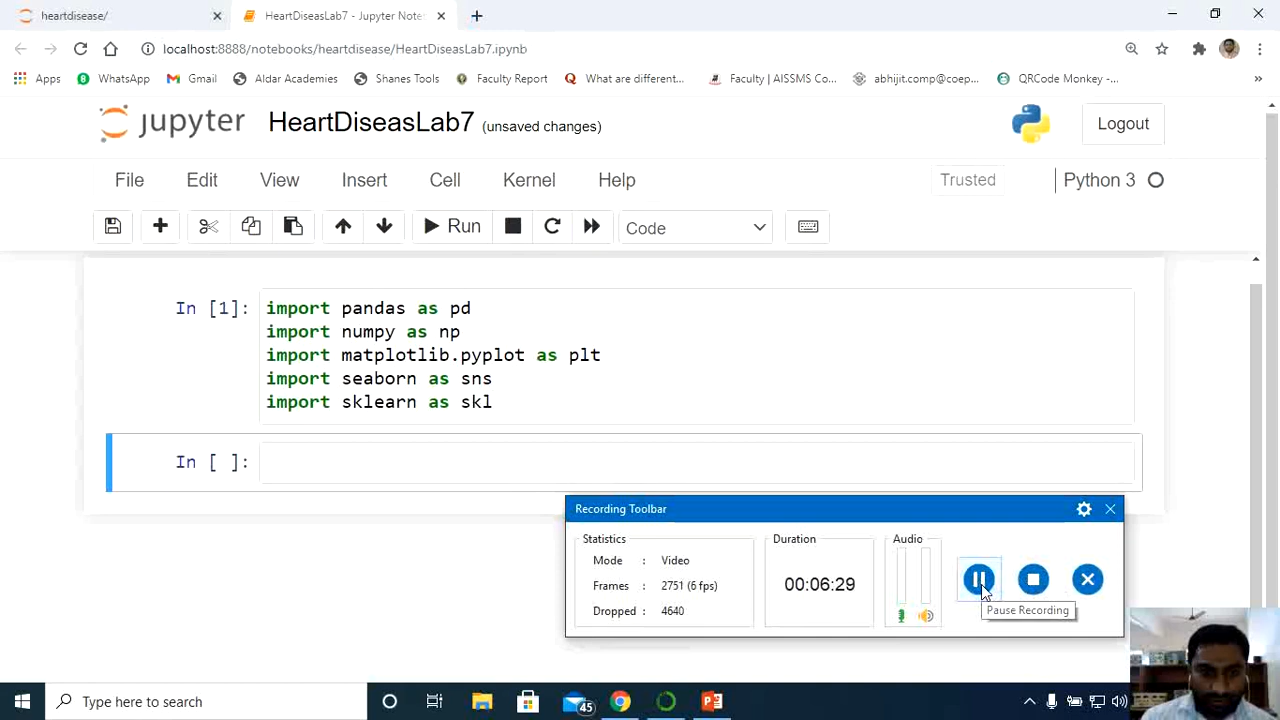 heartdisease/
HeartDiseasLab7 - Jupyter Note
localhost:8888/notebooks/heartdisease/HeartDiseasLab7.ipynb
Apps WhatsApp Gmail Aldar Academies Shanes Tools Faculty Report What are different... Faculty | AISSMS Co... abhijit.comp@coep... QRCode Monkey -... »
jupyter HeartDiseasLab7 (unsaved changes) Logout
File Edit View Insert Cell Kernel Help Trusted Python 3
Run Code
In [1]: import pandas as pd
import numpy as np
import matplotlib.pyplot as plt
import seaborn as sns
import sklearn as skl
In [ ]:
Recording Toolbar
Statistics Duration Audio
Mode : Video
Frames : 2751 (6 fps)
Dropped : 4640
00:06:29
Pause Recording
Type here to search
45